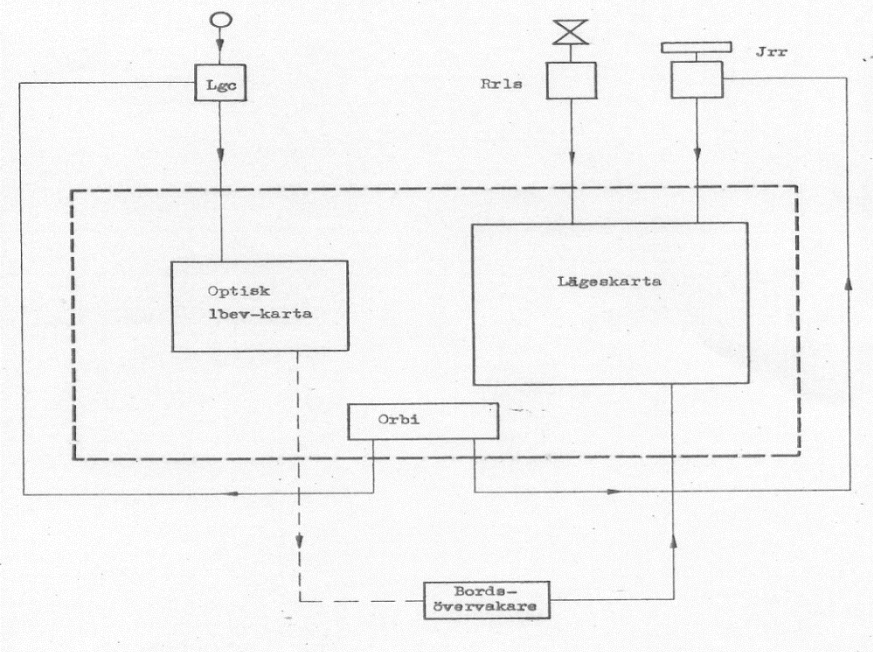 Jrr
Lgc
Rrls
Lägeskarta
Optisk
lbev-karta
Orbi
Bords-
övervakare